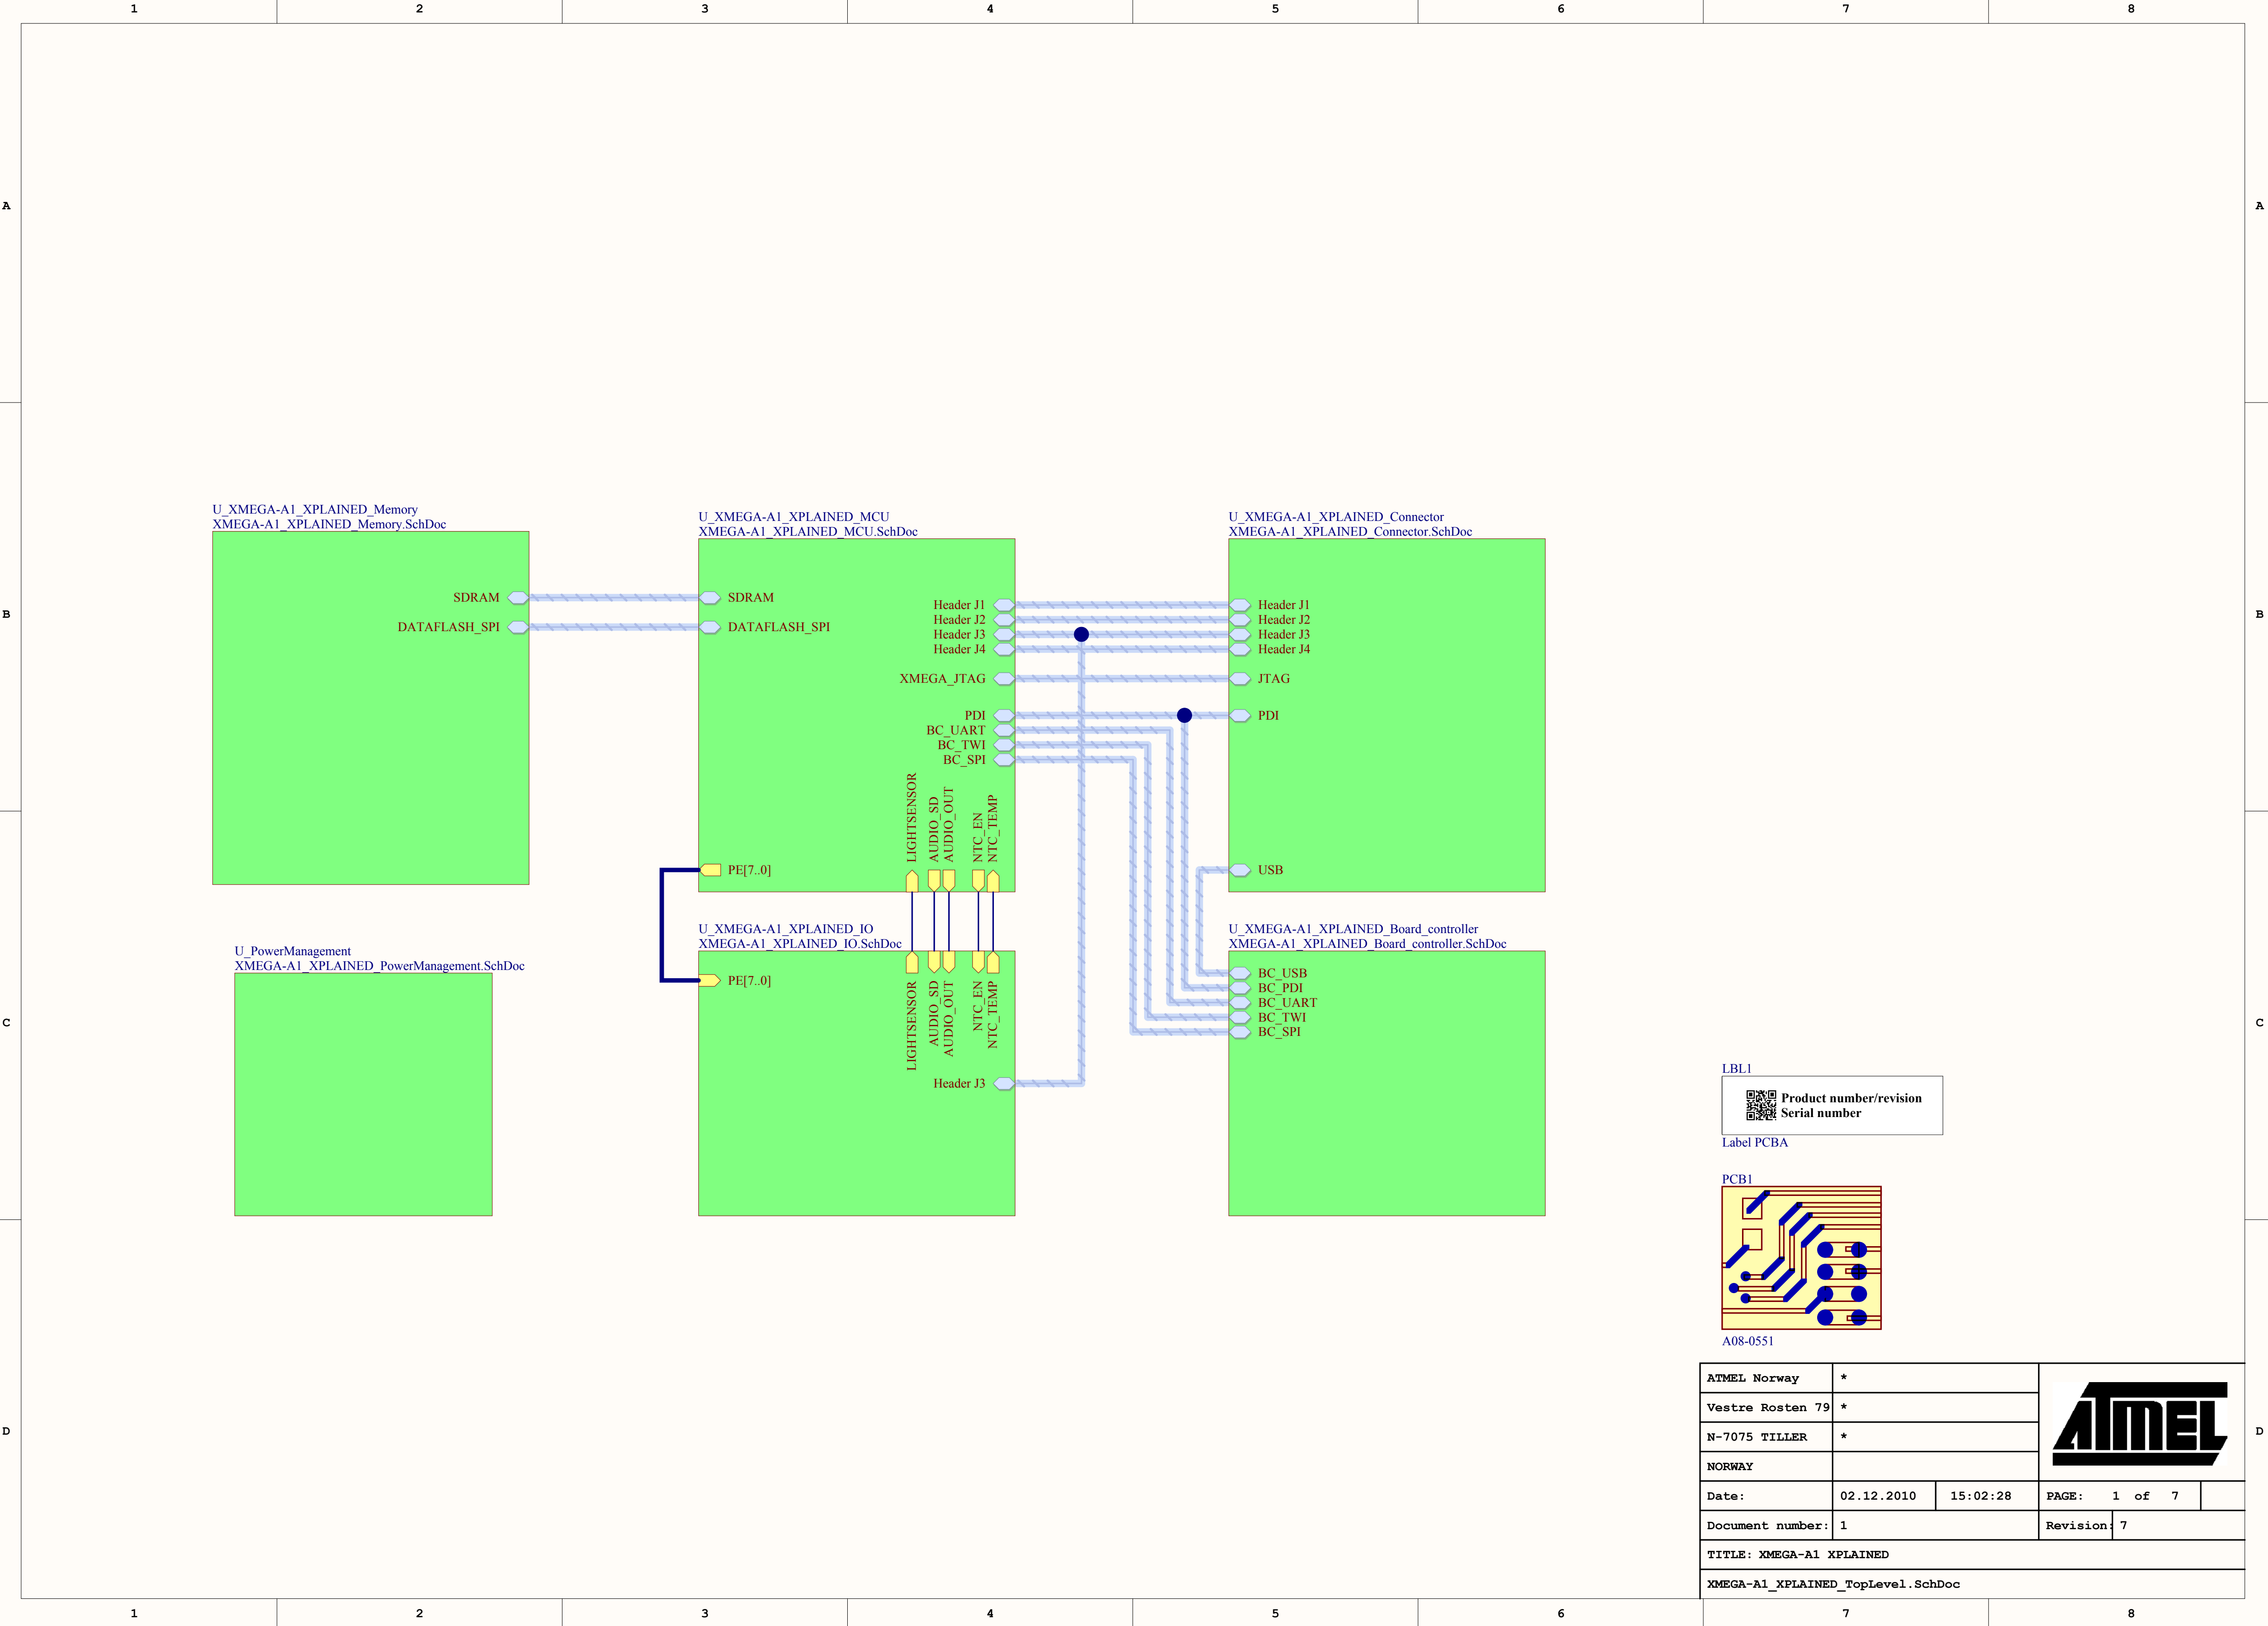 1 2 3 4 5 6 7 8
A A
U_XMEGA-A1_XPLAINED_Memory
XMEGA-A1_XPLAINED_Memory.SchDoc
SDRAM
DATAFLASH_SPI
U_XMEGA-A1_XPLAINED_MCU
XMEGA-A1_XPLAINED_MCU.SchDoc
SDRAM
DATAFLASH_SPI
Header J1
Header J2
Header J3
Header J4
XMEGA_JTAG
PDI
BC_UART
BC_TWI
BC_SPI
LIGHTSENSOR
AUDIO_SD
AUDIO_OUT
NTC_EN
NTC_TEMP
PE[7..0]
U_XMEGA-A1_XPLAINED_Connector
XMEGA-A1_XPLAINED_Connector.SchDoc
Header J1
Header J2
Header J3
Header J4
JTAG
PDI
USB
B B
U_PowerManagement
XMEGA-A1_XPLAINED_PowerManagement.SchDoc
U_XMEGA-A1_XPLAINED_IO
XMEGA-A1_XPLAINED_IO.SchDoc
PE[7..0]
LIGHTSENSOR
AUDIO_SD
AUDIO_OUT
NTC_EN
NTC_TEMP
Header J3
U_XMEGA-A1_XPLAINED_Board_controller
XMEGA-A1_XPLAINED_Board_controller.SchDoc
BC_USB
BC_PDI
BC_UART
BC_TWI
BC_SPI
C C
LBL1
Product number/revision
Serial number
Label PCBA
PCB1
A08-0551
D D
ATMEL Norway *
Vestre Rosten 79 *
N-7075 TILLER *
NORWAY
ATMEL
Date: 02.12.2010 15:02:28 PAGE: 1 of 7
Document number: 1 Revision: 7
TITLE: XMEGA-A1 XPLAINED
XMEGA-A1_XPLAINED_TopLevel.SchDoc
1 2 3 4 5 6 7 8